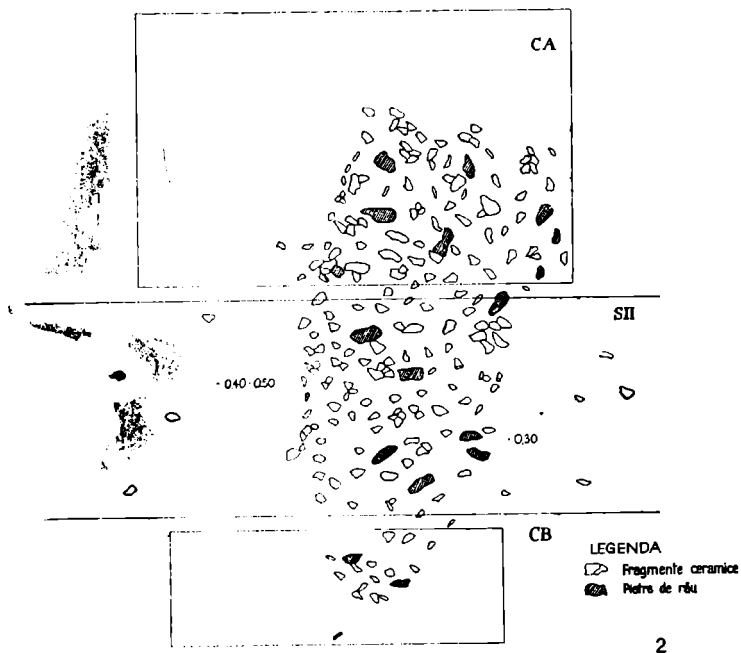 CA
SII
- 0,40 - 0,50
- 0,30
CB
LEGENDA
Fragmente ceramice
Pietre de râu
2